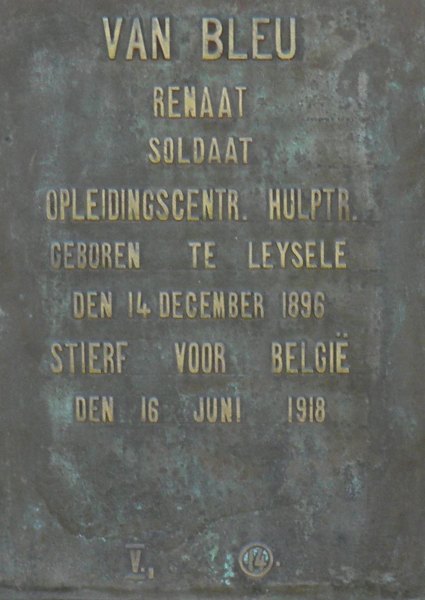 VAN BLEU
RENAAT
SOLDAAT
OPLEIDINGSCENTR. HULPTR.
GEBOREN TE LEYSELE
DEN 14 DECEMBER 1896
STIERF VOOR BELGIË
DEN 16 JUNI 1918
V., 14.